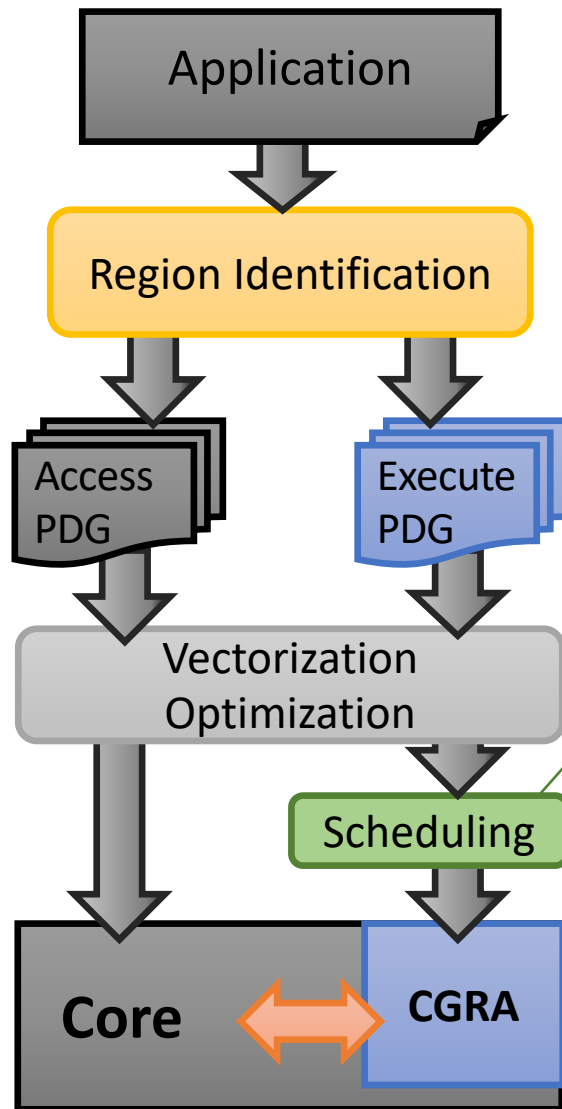 Application
Region Identification
Access
PDG
Execute
PDG
Vectorization
Optimization
Scheduling
Core
CGRA